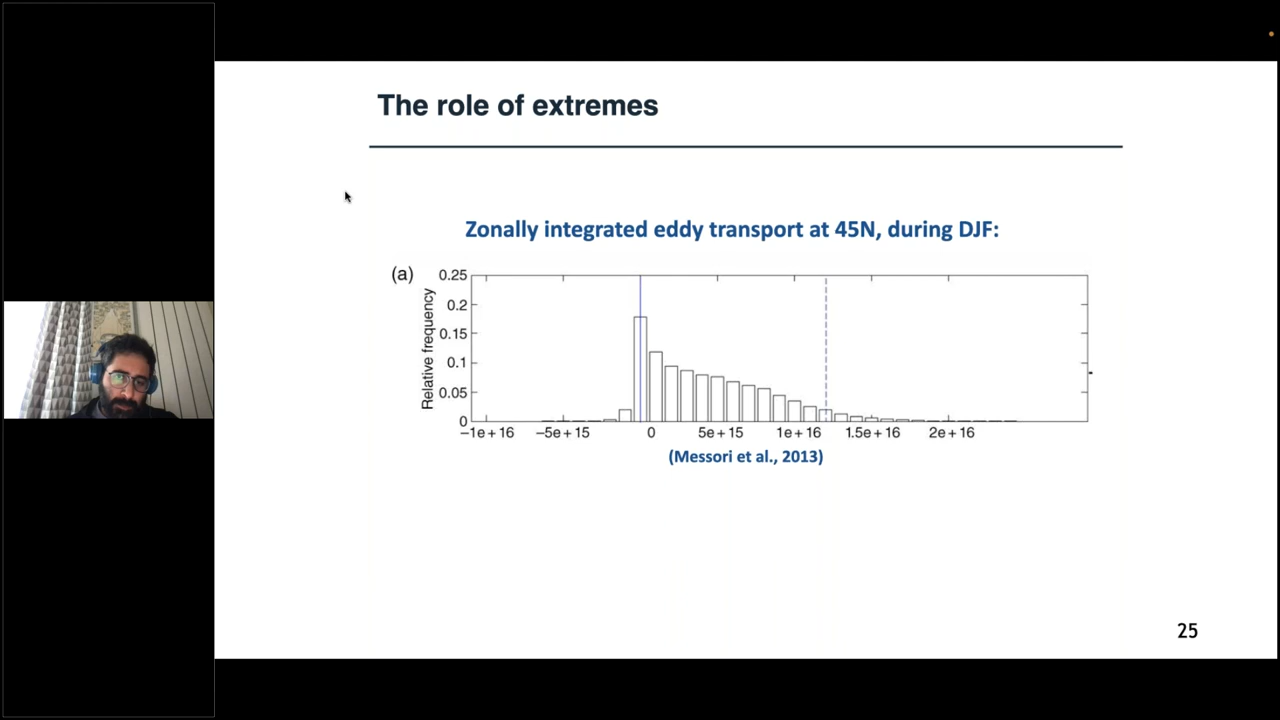 The role of extremes
Zonally integrated eddy transport at 45N, during DJF:
(a)
Relative frequency
0.25
0.2
0.15
0.1
0.05
0
−1e + 16 −5e + 15 0 5e + 15 1e + 16 1.5e + 16 2e + 16
(Messori et al., 2013)
25